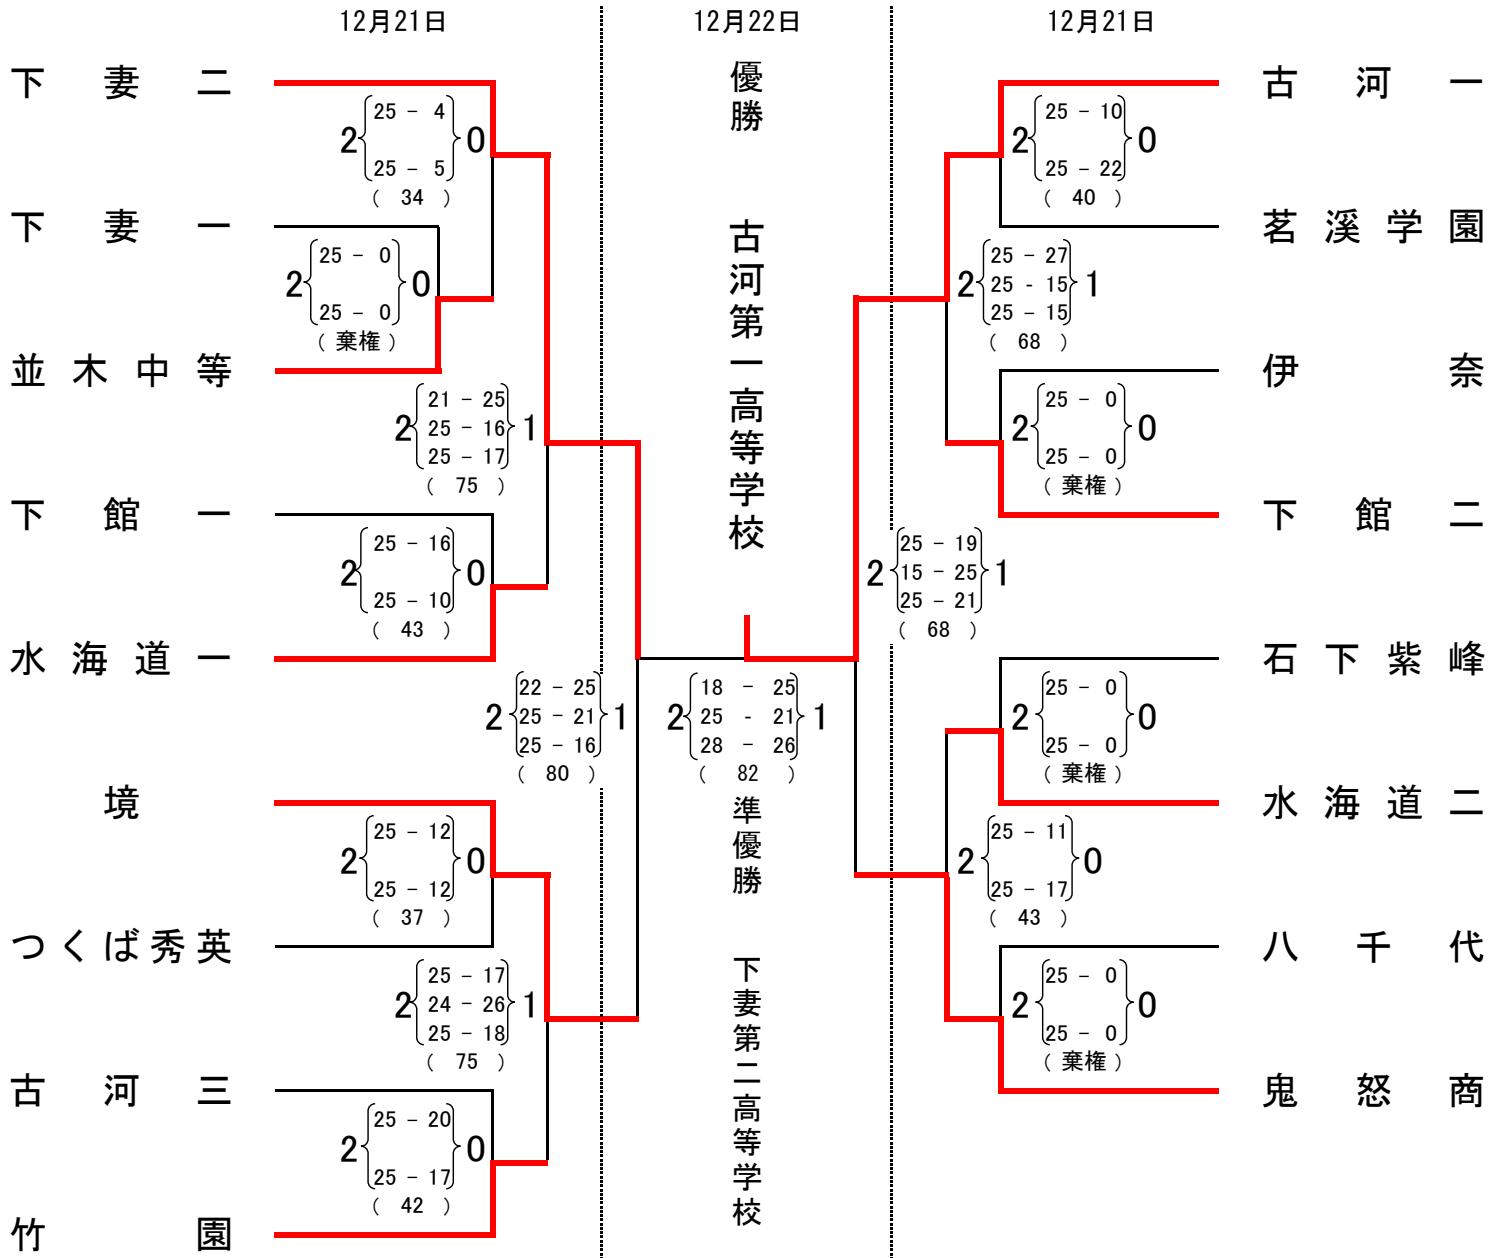 12月21日
12月22日
12月21日
下妻二
25 - 4
2 0
25 - 5
( 34 )
下妻一
25 - 0
2 0
25 - 0
( 棄権 )
並木中等
21 - 25
2 25 - 16 1
25 - 17
( 75 )
下館一
25 - 16
2 0
25 - 10
( 43 )
水海道一
22 - 25
2 25 - 21 1
25 - 16
( 80 )
境
25 - 12
2 0
25 - 12
( 37 )
つくば秀英
25 - 17
2 24 - 26 1
25 - 18
( 75 )
古河三
25 - 20
2 0
25 - 17
( 42 )
竹園
優勝
古河第一高等学校
18 - 25
2 25 - 21 1
28 - 26
( 82 )
準優勝
下妻第二高等学校
古河一
25 - 10
2 0
25 - 22
( 40 )
茗溪学園
25 - 27
2 25 - 15 1
25 - 15
( 68 )
伊奈
25 - 0
2 0
25 - 0
( 棄権 )
下館二
25 - 19
2 15 - 25 1
25 - 21
( 68 )
石下紫峰
25 - 0
2 0
25 - 0
( 棄権 )
水海道二
25 - 11
2 0
25 - 17
( 43 )
八千代
25 - 0
2 0
25 - 0
( 棄権 )
鬼怒商